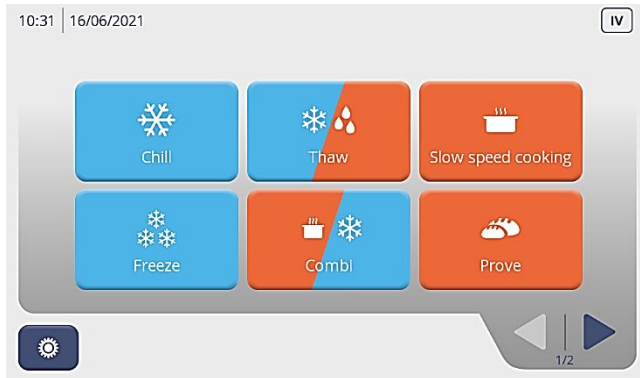 10:31 16/06/2021 IV
Chill Thaw Slow speed cooking
Freeze Combi Prove
1/2